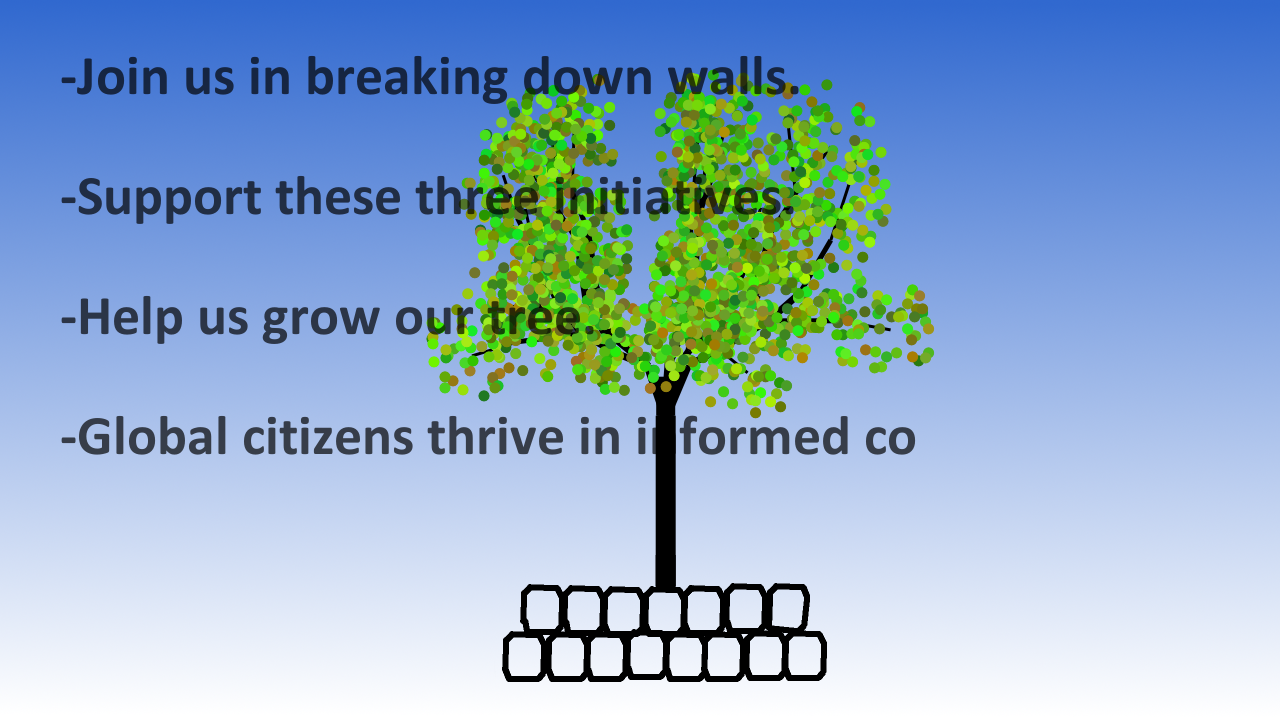 -Join us in breaking down walls.
-Support these three initiatives.
-Help us grow our tree.
-Global citizens thrive in informed co